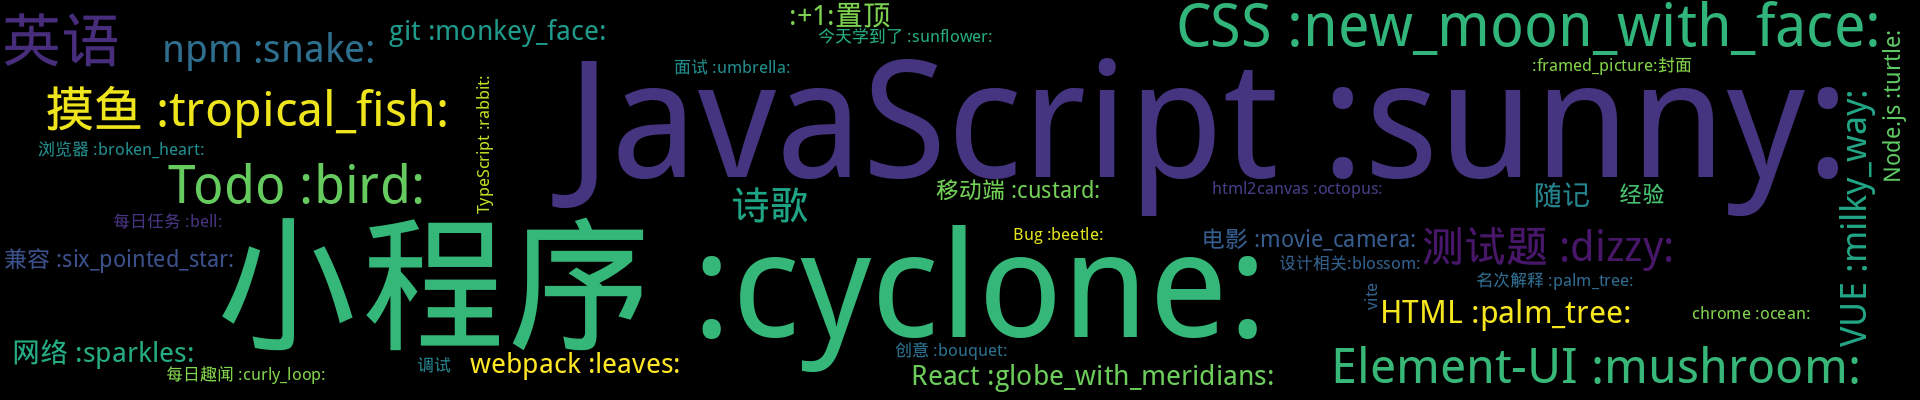 英语
npm :snake:
git :monkey_face:
:+1:置顶
今天学到了 :sunflower:
CSS :new_moon_with_face:
面试 :umbrella:
:framed_picture:封面
Node.js :turtle:
摸鱼 :tropical_fish:
TypeScript :rabbit:
JavaScript :sunny:
VUE :milky_way:
浏览器 :broken_heart:
Todo :bird:
诗歌
移动端 :custard:
html2canvas :octopus:
随记
经验
每日任务 :bell:
小程序 :cyclone:
Bug :beetle:
电影 :movie_camera:
测试题 :dizzy:
兼容 :six_pointed_star:
设计相关:blossom:
名次解释 :palm_tree:
vite
HTML :palm_tree:
chrome :ocean:
网络 :sparkles:
每日趣闻 :curly_loop:
调试
webpack :leaves:
创意 :bouquet:
React :globe_with_meridians:
Element-UI :mushroom: